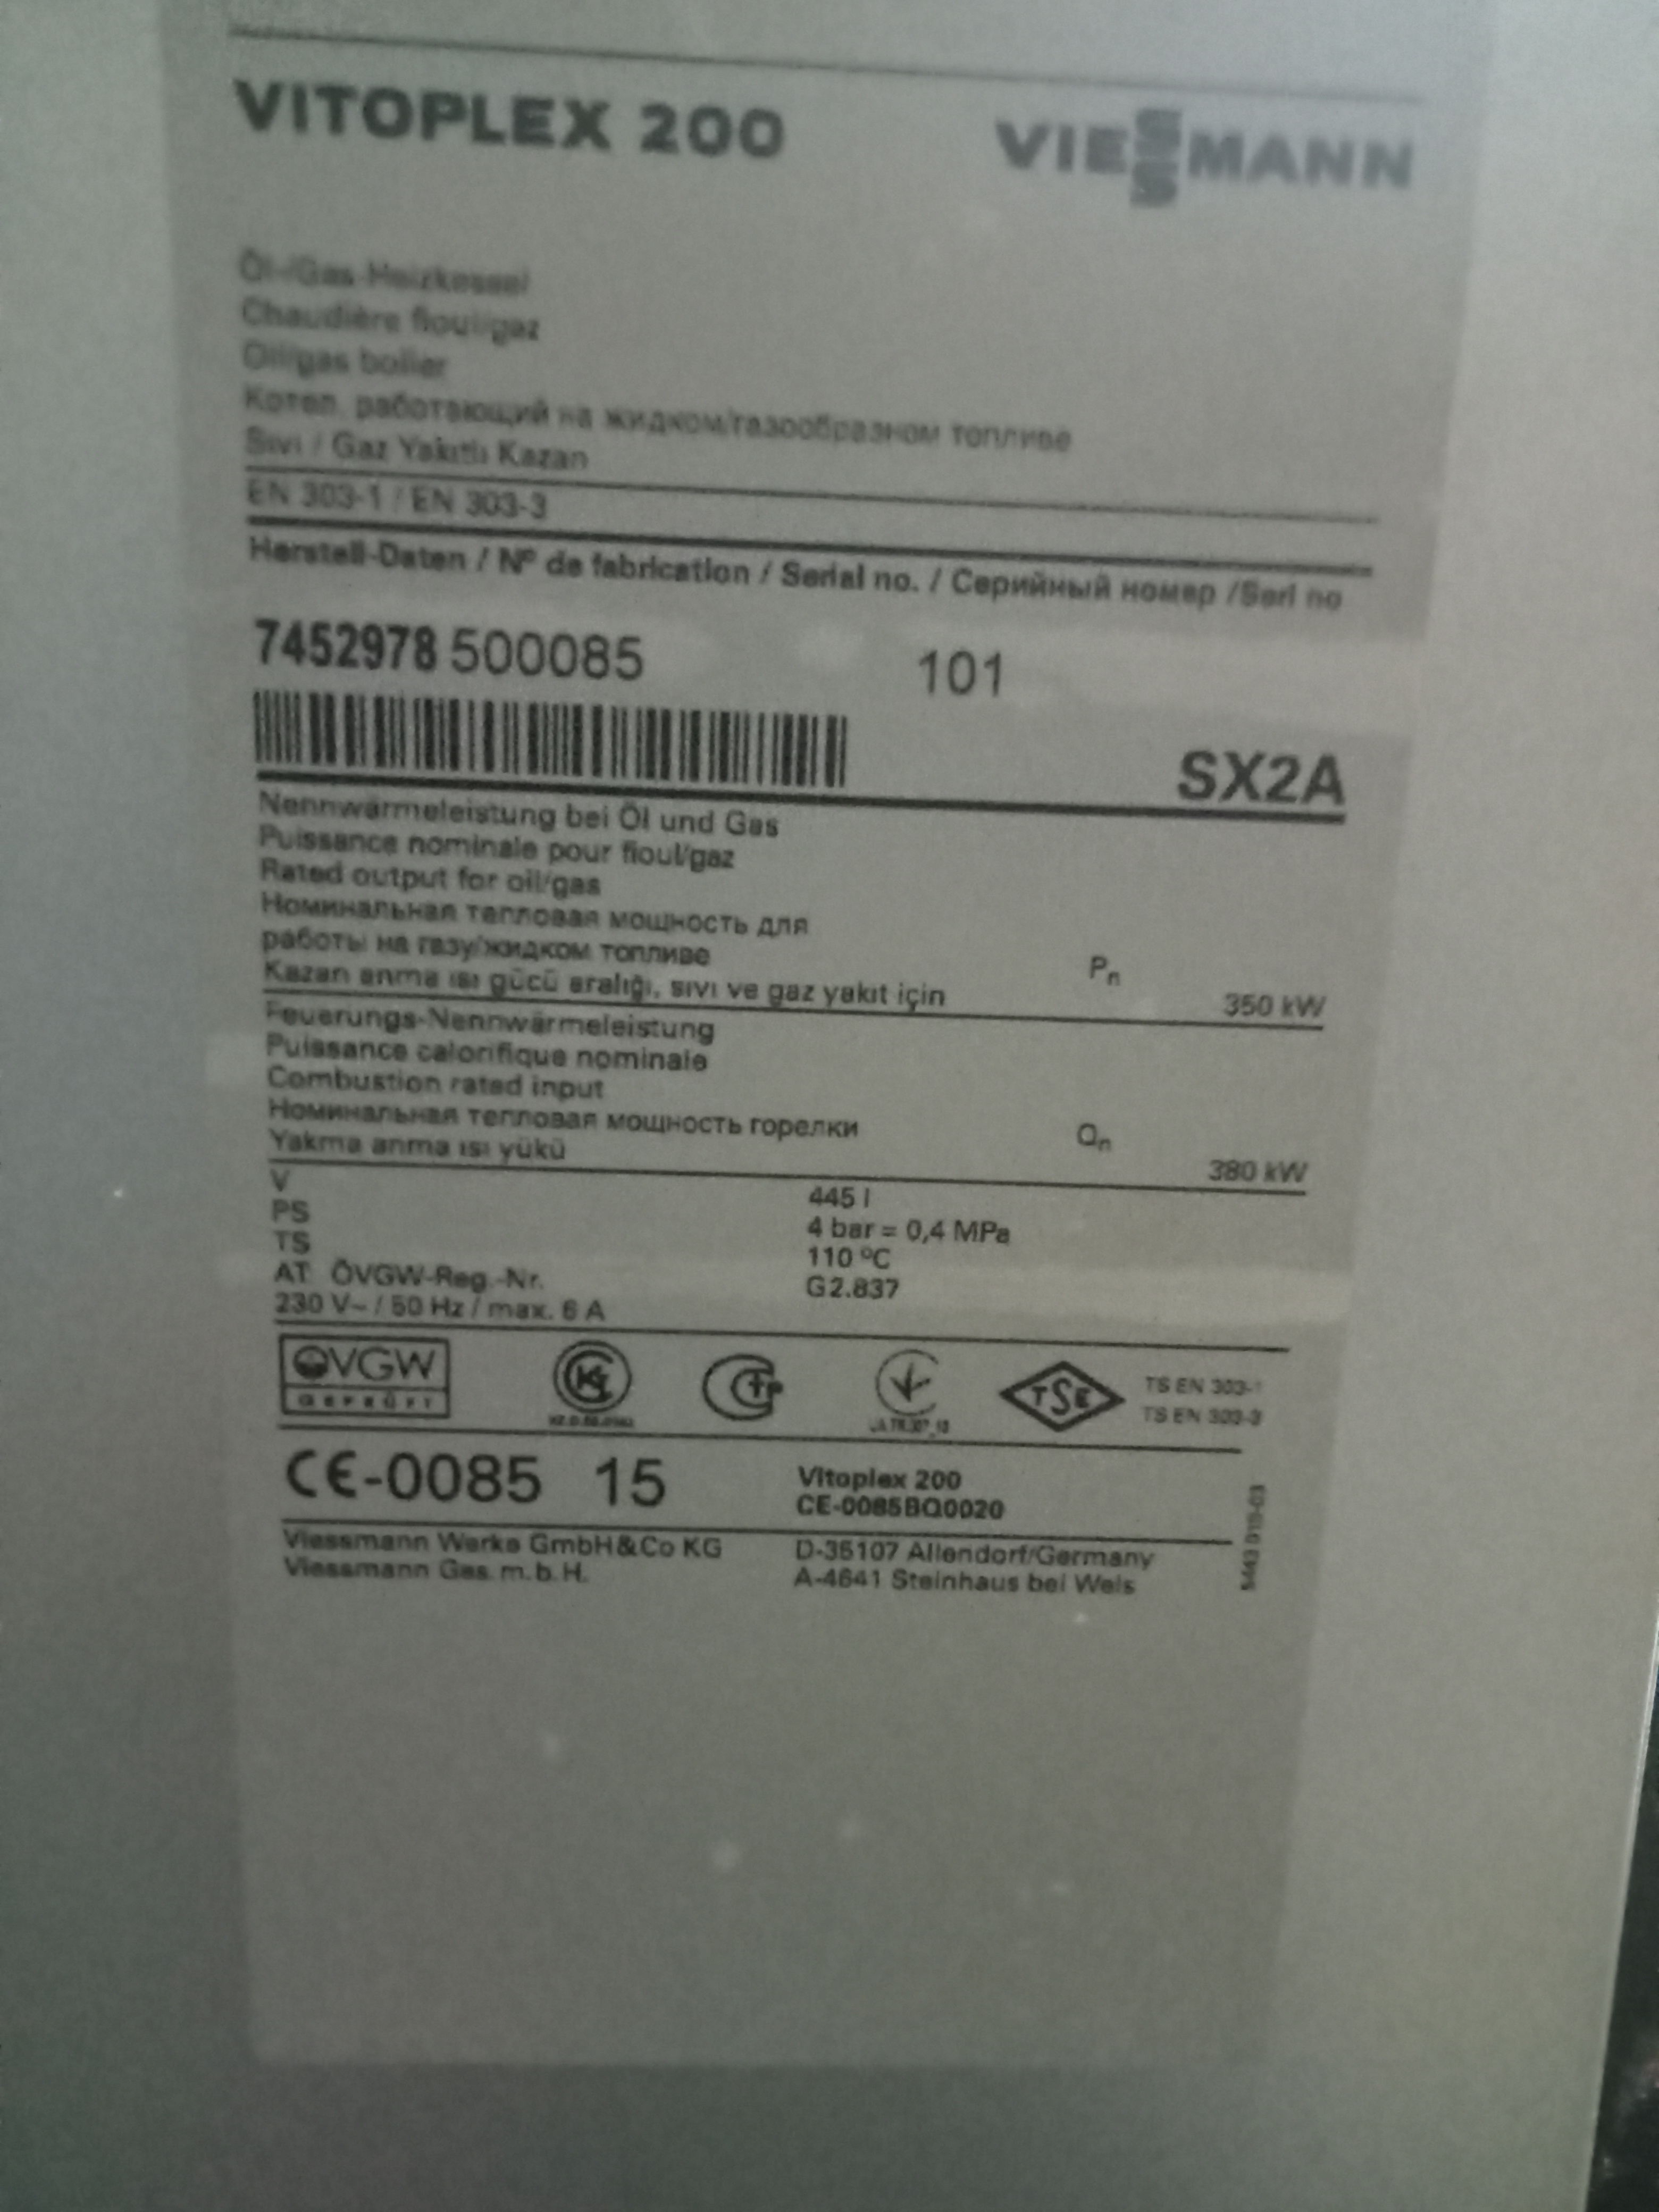 VITOPLEX 200 VIESSMANN
Öl-/Gas-Heizkessel
Chaudière fioul/gaz
Oil/gas boiler
Котел, работающий на жидком/газообразном топливе
Sıvı / Gaz Yakıtlı Kazan
EN 303-1 / EN 303-3
Herstell-Daten / Nº de fabrication / Serial no. / Серийный номер /Seri no
7452978 500085 101
SX2A
Nennwärmeleistung bei Öl und Gas
Puissance nominale pour fioul/gaz
Rated output for oil/gas
Номинальная тепловая мощность для
работы на газу/жидком топливе
Kazan anma ısı gücü aralığı, sıvı ve gaz yakıt için Pn 350 kW
Feuerungs-Nennwärmeleistung
Puissance calorifique nominale
Combustion rated input
Номинальная тепловая мощность горелки
Yakma anma ısı yükü Qn 380 kW
V 445 l
PS 4 bar = 0,4 MPa
TS 110 ºC
AT ÖVGW-Reg.-Nr. G2.837
230 V~ / 50 Hz / max. 6 A
ÖVGW
GEPRÜFT
TSE
TS EN 303-1
TS EN 303-3
CE-0085 15
Vitoplex 200
CE-0085BQ0020
Viessmann Werke GmbH&Co KG D-35107 Allendorf/Germany
Viessmann Ges. m. b. H. A-4641 Steinhaus bei Wels